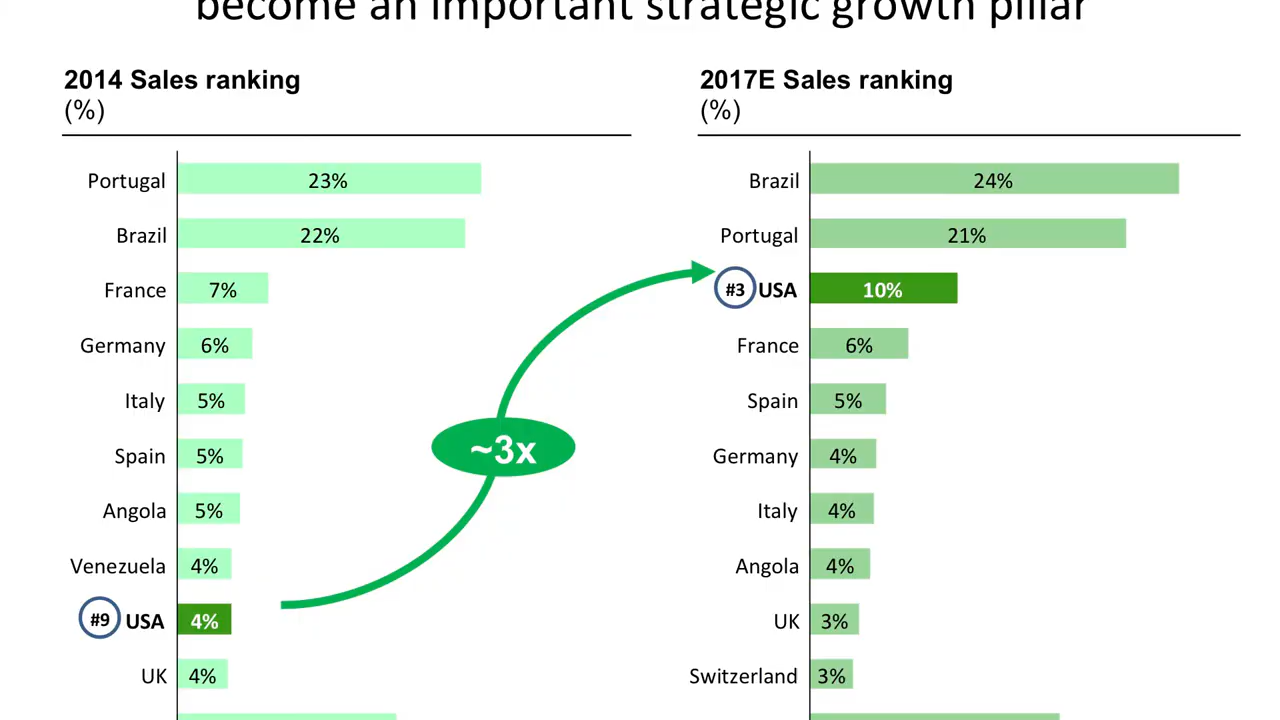 become an important strategic growth pillar
2014 Sales ranking
(%)
Portugal 23%
Brazil 22%
France 7%
Germany 6%
Italy 5%
Spain 5%
Angola 5%
Venezuela 4%
#9 USA 4%
UK 4%
~3x
2017E Sales ranking
(%)
Brazil 24%
Portugal 21%
#3 USA 10%
France 6%
Spain 5%
Germany 4%
Italy 4%
Angola 4%
UK 3%
Switzerland 3%